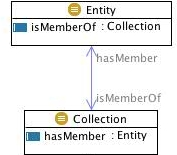 Entity
isMemberOf : Collection
hasMember
isMemberOf
Collection
hasMember : Entity